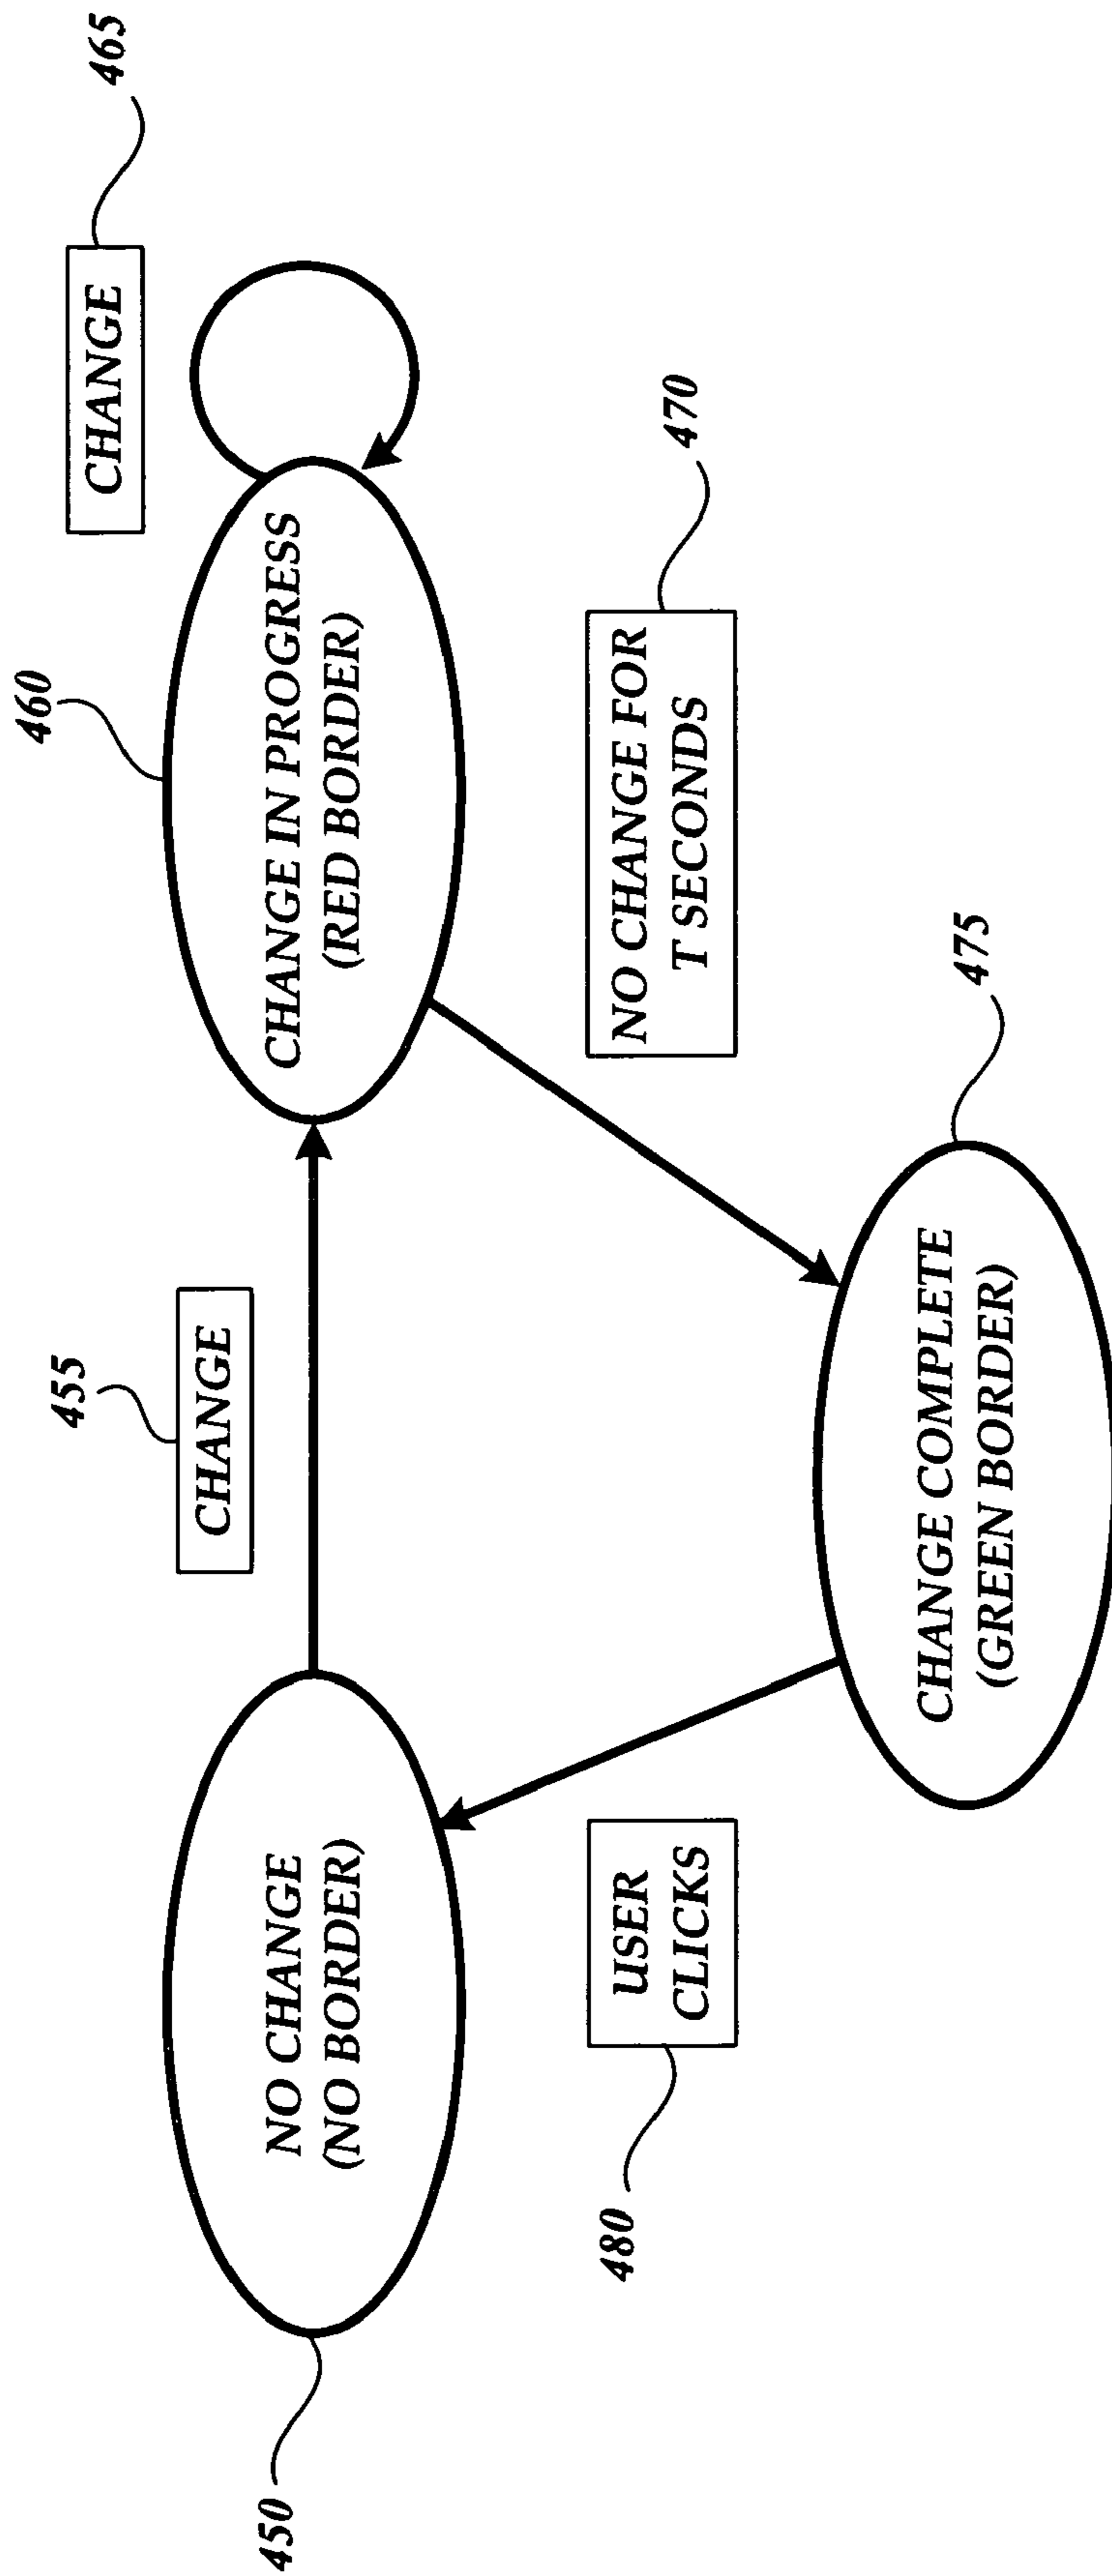 465
CHANGE
460
CHANGE IN PROGRESS
(RED BORDER)
455
CHANGE
NO CHANGE FOR
T SECONDS
470
NO CHANGE
(NO BORDER)
450
USER
CLICKS
480
CHANGE COMPLETE
(GREEN BORDER)
475